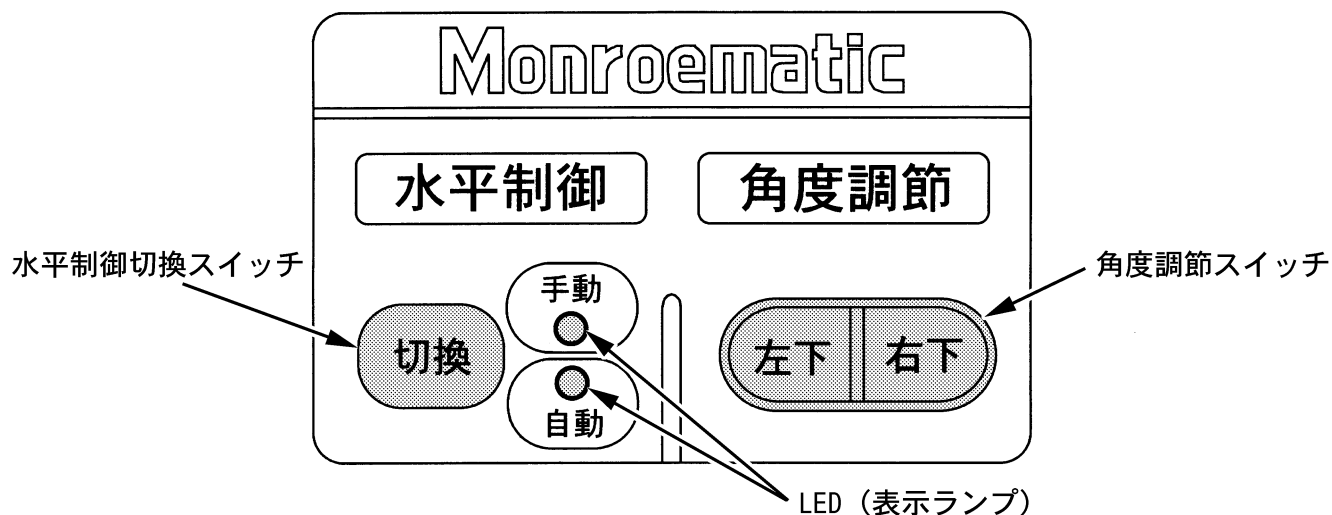 Monroematic
水平制御
角度調節
水平制御切換スイッチ
角度調節スイッチ
手動
切換
左下
右下
自動
LED（表示ランプ）